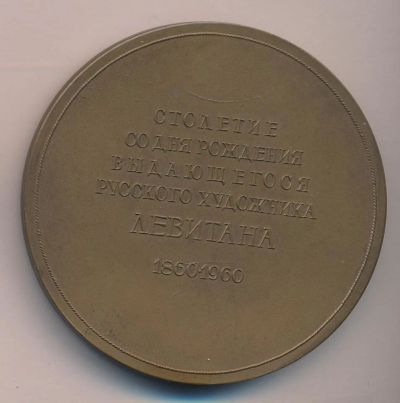 СТОЛЕТИЕ
СО ДНЯ РОЖДЕНИЯ
ВЫДАЮЩЕГОСЯ
РУССКОГО ХУДОЖНИКА
ЛЕВИТАНА
1860-1960